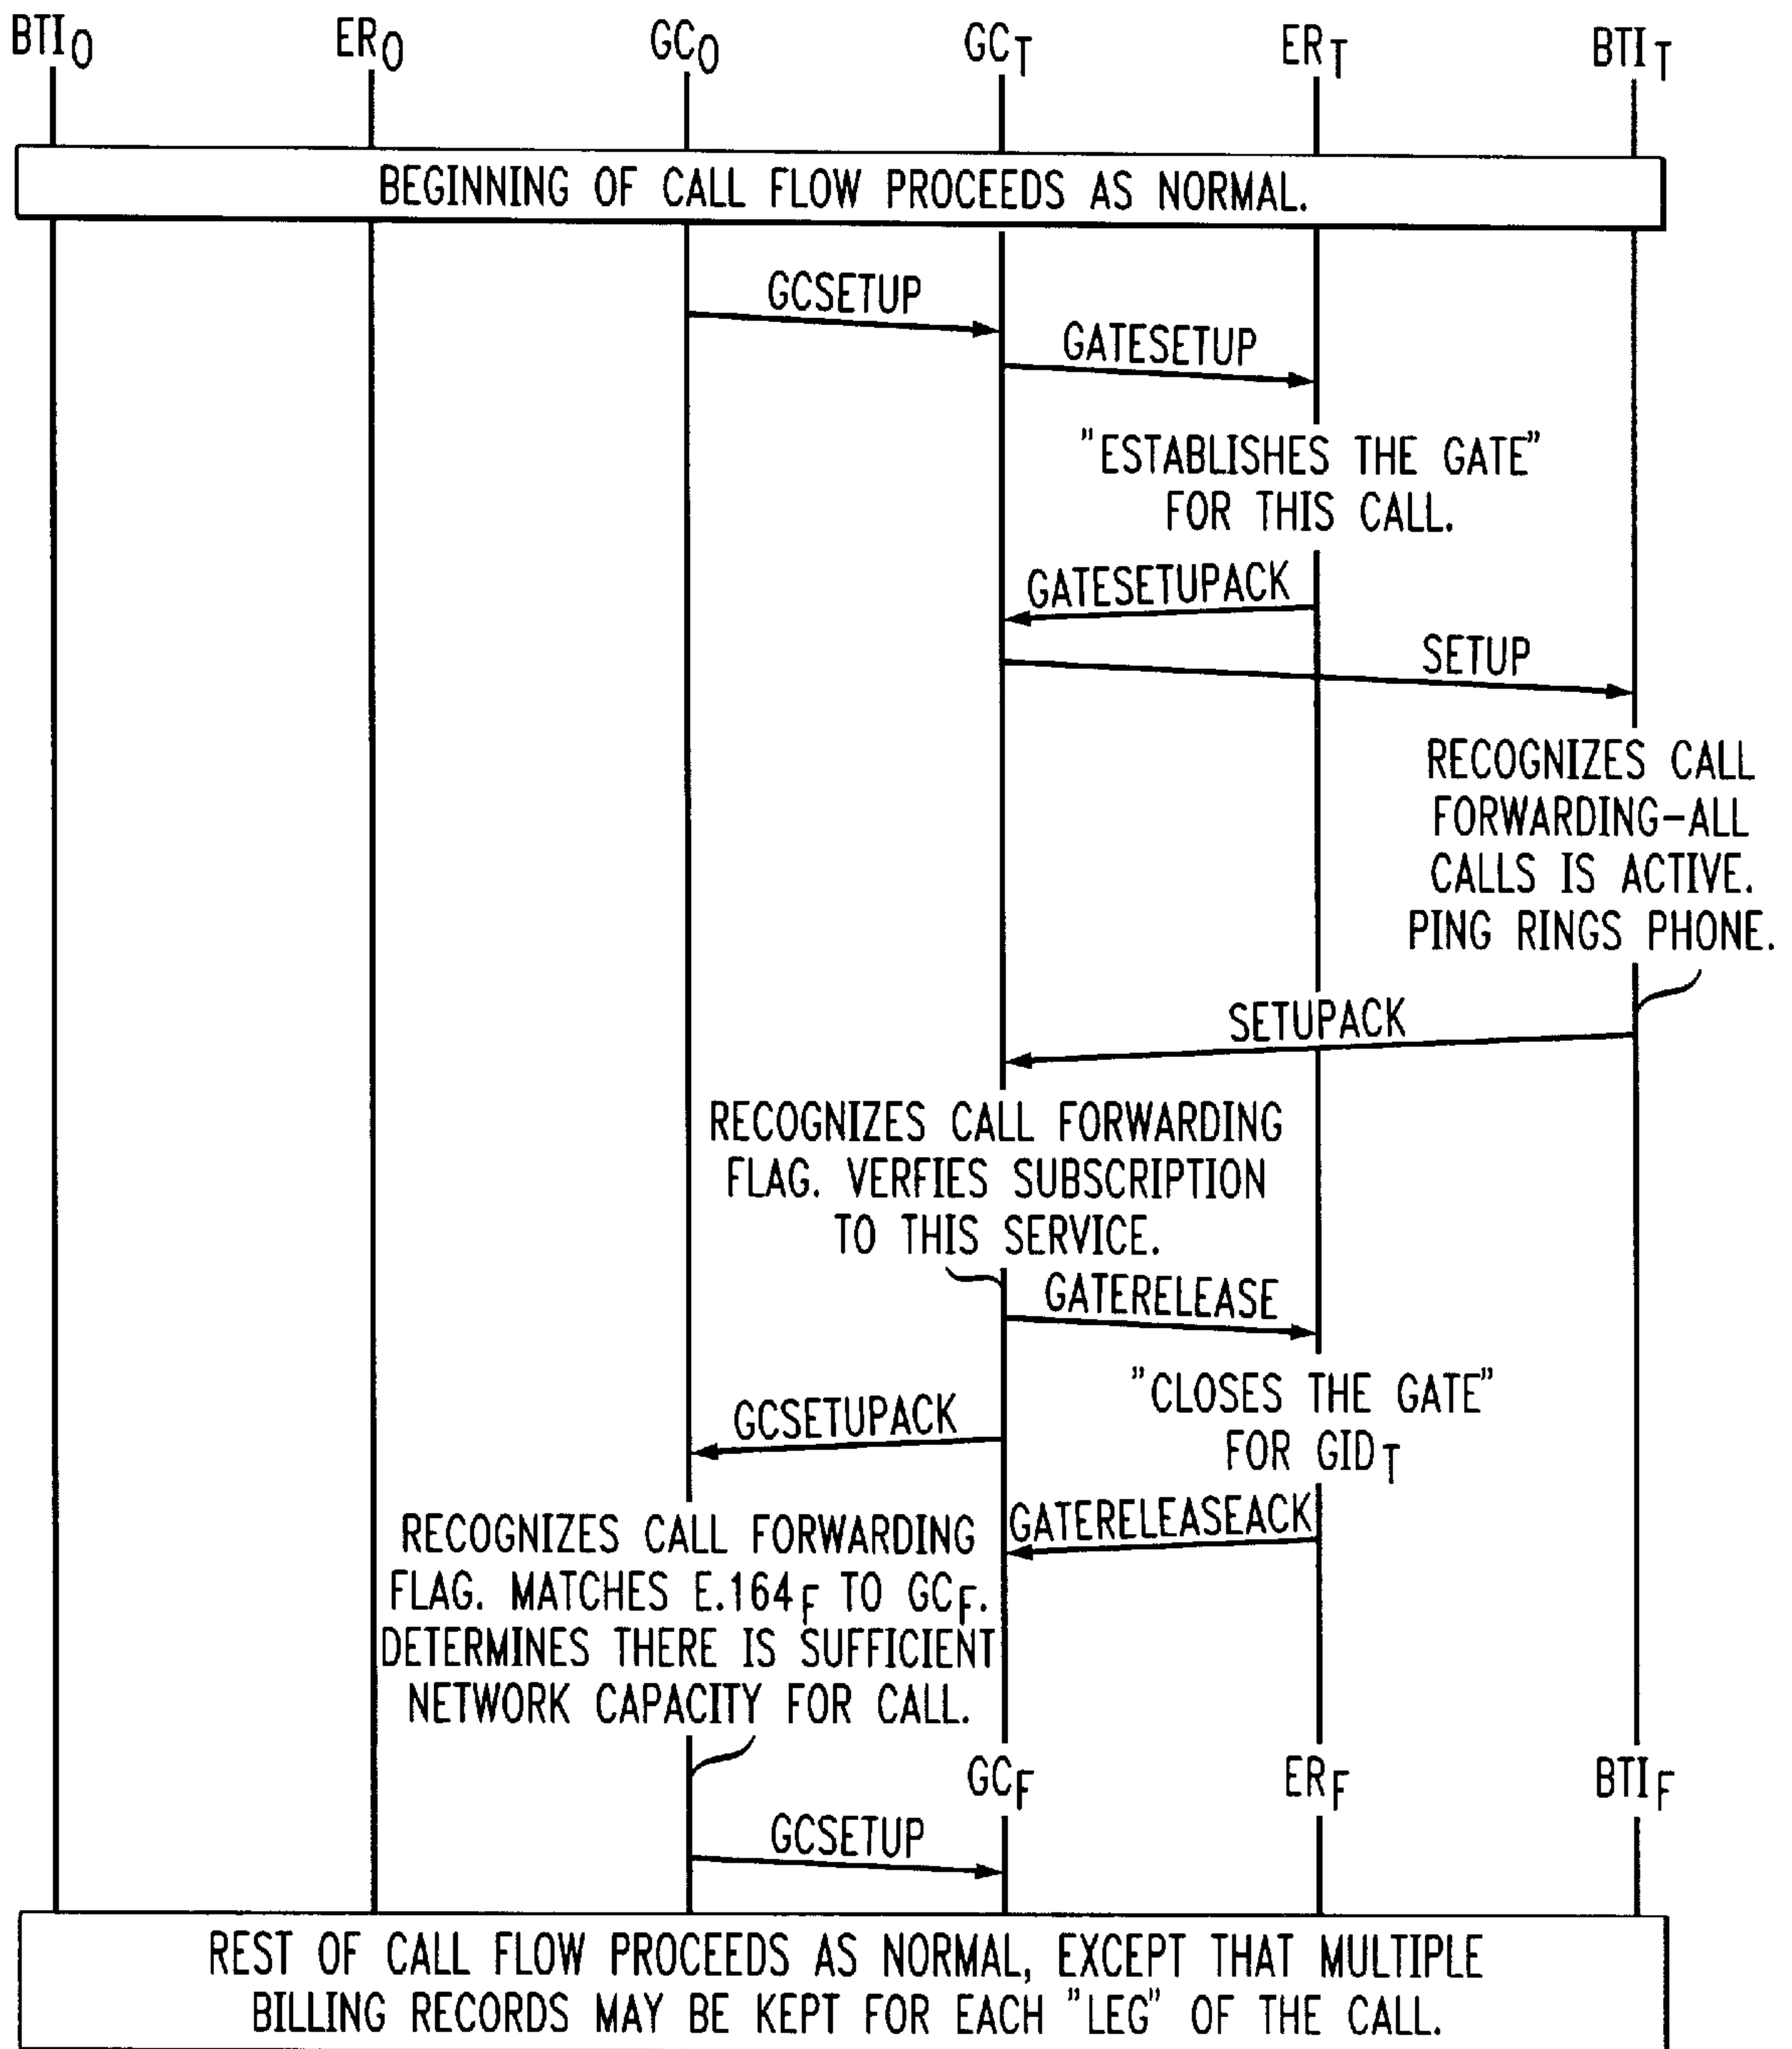 BTIO ERO GCO GCT ERT BTIT
BEGINNING OF CALL FLOW PROCEEDS AS NORMAL.
GCSETUP
GATESETUP
"ESTABLISHES THE GATE"
FOR THIS CALL.
GATESETUPACK
SETUP
RECOGNIZES CALL
FORWARDING-ALL
CALLS IS ACTIVE.
PING RINGS PHONE.
SETUPACK
RECOGNIZES CALL FORWARDING
FLAG. VERFIES SUBSCRIPTION
TO THIS SERVICE.
GATERELEASE
"CLOSES THE GATE"
FOR GIDT
GCSETUPACK
GATERELEASEACK
RECOGNIZES CALL FORWARDING
FLAG. MATCHES E.164F TO GCF.
DETERMINES THERE IS SUFFICIENT
NETWORK CAPACITY FOR CALL.
GCF ERF BTIF
GCSETUP
REST OF CALL FLOW PROCEEDS AS NORMAL, EXCEPT THAT MULTIPLE
BILLING RECORDS MAY BE KEPT FOR EACH "LEG" OF THE CALL.